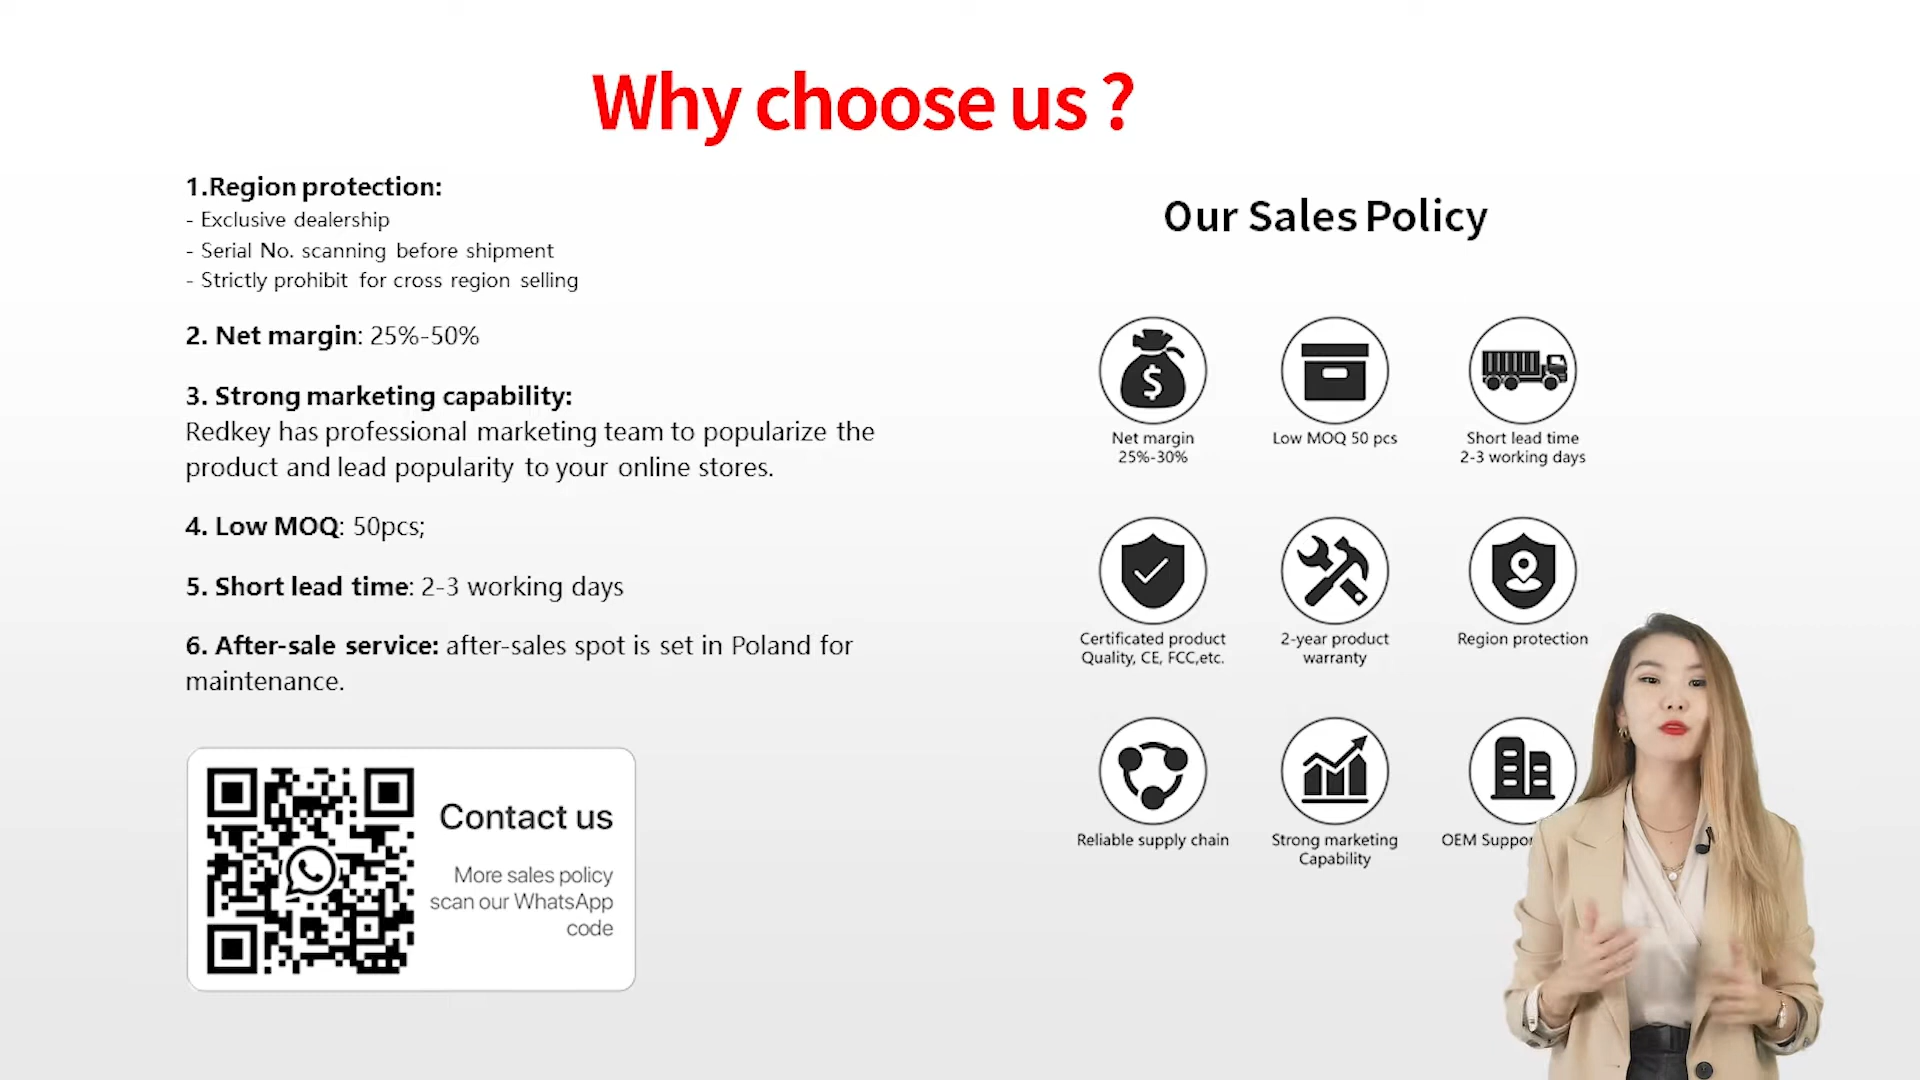 Why choose us ?
1.Region protection:
- Exclusive dealership
- Serial No. scanning before shipment
- Strictly prohibit for cross region selling
2. Net margin: 25%-50%
3. Strong marketing capability:
Redkey has professional marketing team to popularize the
product and lead popularity to your online stores.
4. Low MOQ: 50pcs;
5. Short lead time: 2-3 working days
6. After-sale service: after-sales spot is set in Poland for
maintenance.
Contact us
More sales policy
scan our WhatsApp
code
Our Sales Policy
Net margin
25%-30%
Low MOQ 50 pcs
Short lead time
2-3 working days
Certificated product
Quality, CE, FCC,etc.
2-year product
warranty
Region protection
Reliable supply chain
Strong marketing
Capability
OEM